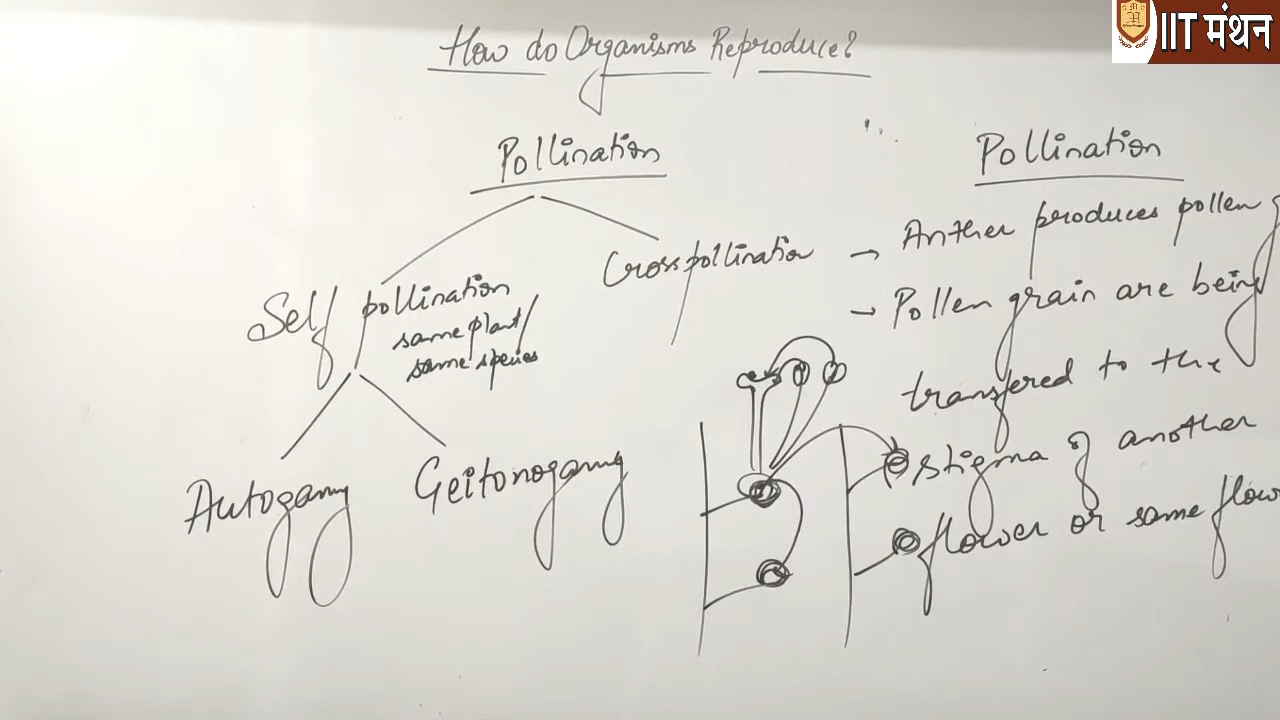 IIT मंथन
How do Organisms Reproduce?
Pollination
Self pollination
same plant/
same species
Cross pollination
Autogamy
Geitonogamy
Pollination
→ Anther produces pollen g
→ Pollen grain are being
transfered to the
stigma of another
flower or same flow